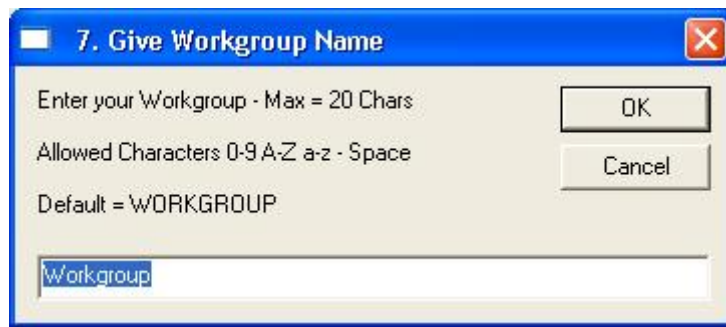 7. Give Workgroup Name
Enter your Workgroup - Max = 20 Chars
OK
Allowed Characters 0-9 A-Z a-z - Space
Cancel
Default = WORKGROUP
Workgroup